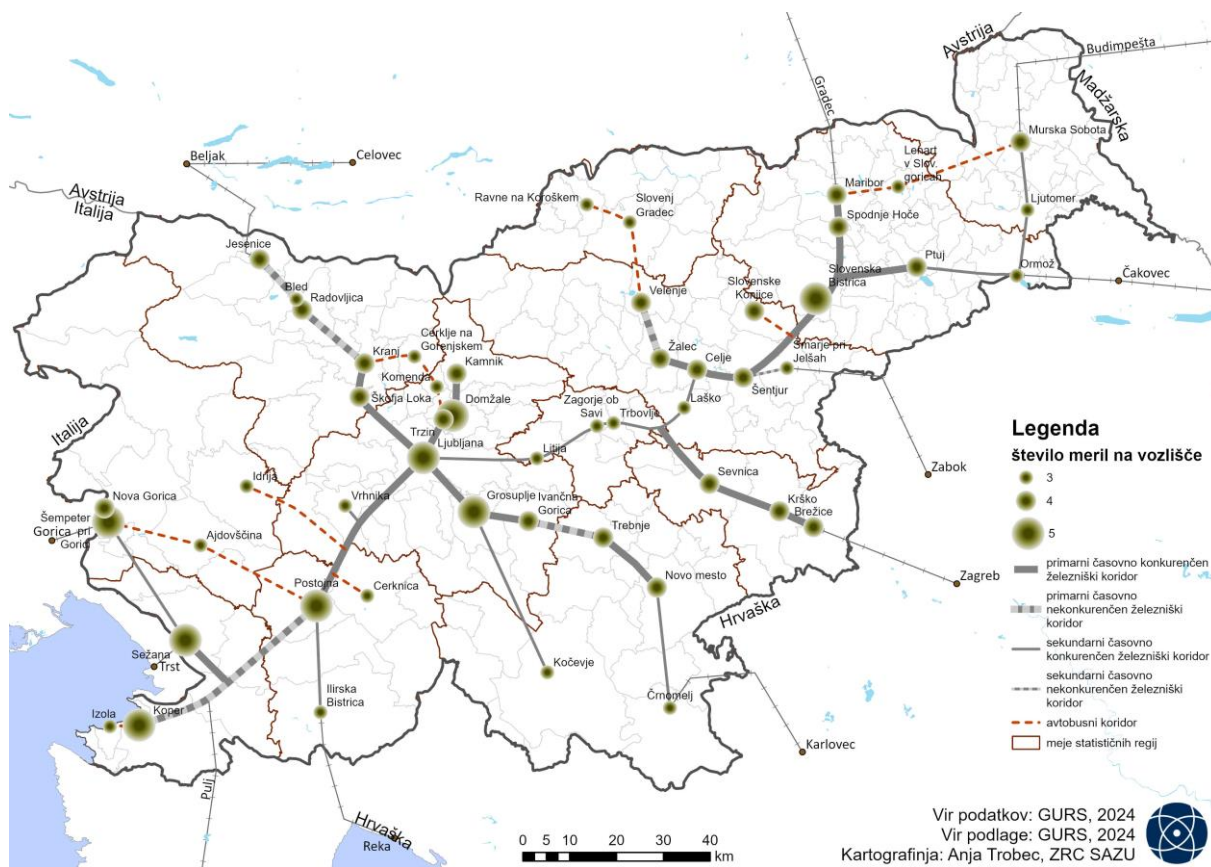 Avstrija
Budimpešta
Gradec
Madžarska
Murska Sobota
Lenart
v Slov.
goricah
Beljak
Celovec
Maribor
Ravne na Koroškem
Slovenj
Gradec
Avstrija
Italija
Ljutomer
Spodnje Hoče
Jesenice
Ptuj
Slovenska
Bistrica
Ormož
Čakovec
Bled
Radovljica
Velenje
Slovenske
Konjice
Cerklje na
Gorenjskem
Kranj
Kamnik
Žalec
Celje
Šmarje pri
Jelšah
Komenda
Šentjur
Škofja Loka
Domžale
Zagorje ob
Savi
Trbovlje
Laško
Trzin
Ljubljana
Italija
Litija
Zabok
Idrija
Sevnica
Nova Gorica
Vrhnika
Grosuplje
Ivančna
Gorica
Krško
Brežice
Šempeter
Gorica
pri
Gorici
Ajdovščina
Trebnje
Postojna
Cerknica
Novo mesto
Zagreb
Hrvaška
Sežana
Trst
Kočevje
Ilirska
Bistrica
Črnomelj
Izola
Koper
Karlovec
Pulj
Hrvaška
Reka
Legenda
število meril na vozlišče
3
4
5
primarni časovno konkurenčen
železniški koridor
primarni časovno
nekonkurenčen železniški
koridor
sekundarni časovno
konkurenčen železniški koridor
sekundarni časovno
nekonkurenčen železniški
koridor
avtobusni koridor
meje statističnih regij
0 5 10 20 30 40
km
Vir podatkov: GURS, 2024
Vir podlage: GURS, 2024
Kartografinja: Anja Trobec, ZRC SAZU